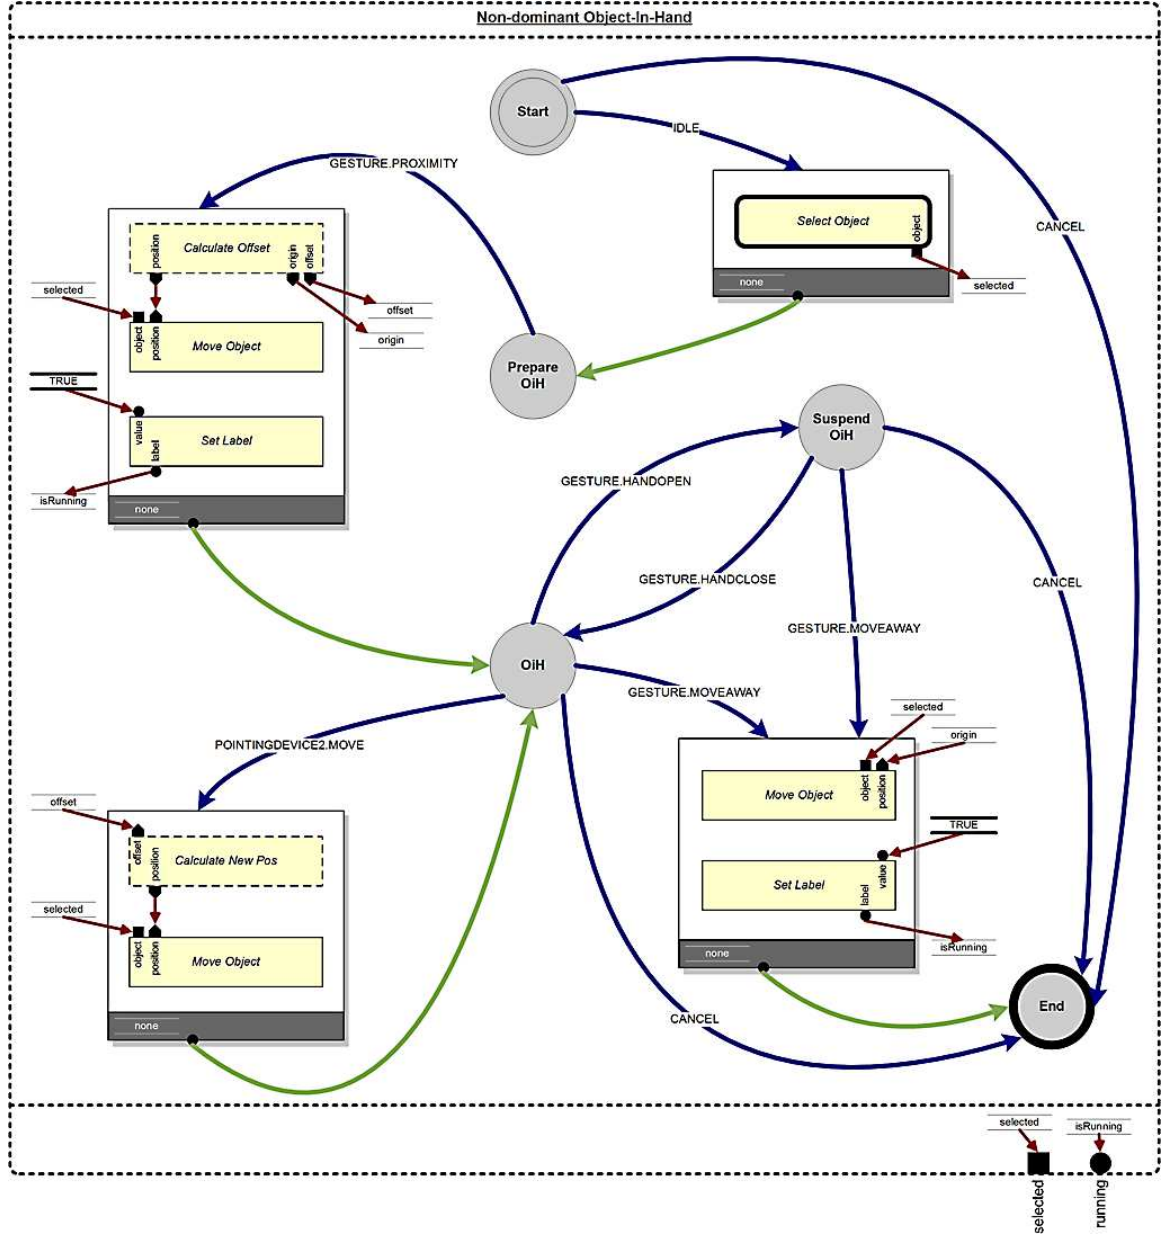 Non-dominant Object-In-Hand
Start
IDLE
GESTURE.PROXIMITY
CANCEL
Select Object
object
none
selected
Calculate Offset
position
origin
offset
selected
offset
origin
object
position
Move Object
TRUE
value
Set Label
label
isRunning
none
Prepare
OiH
Suspend
OiH
GESTURE.HANDOPEN
GESTURE.HANDCLOSE
CANCEL
GESTURE.MOVEAWAY
OiH
GESTURE.MOVEAWAY
POINTINGDEVICE2.MOVE
selected
origin
object
position
Move Object
TRUE
value
Set Label
label
isRunning
none
offset
offset
position
Calculate New Pos
selected
object
position
Move Object
none
CANCEL
End
selected
isRunning
selected
running